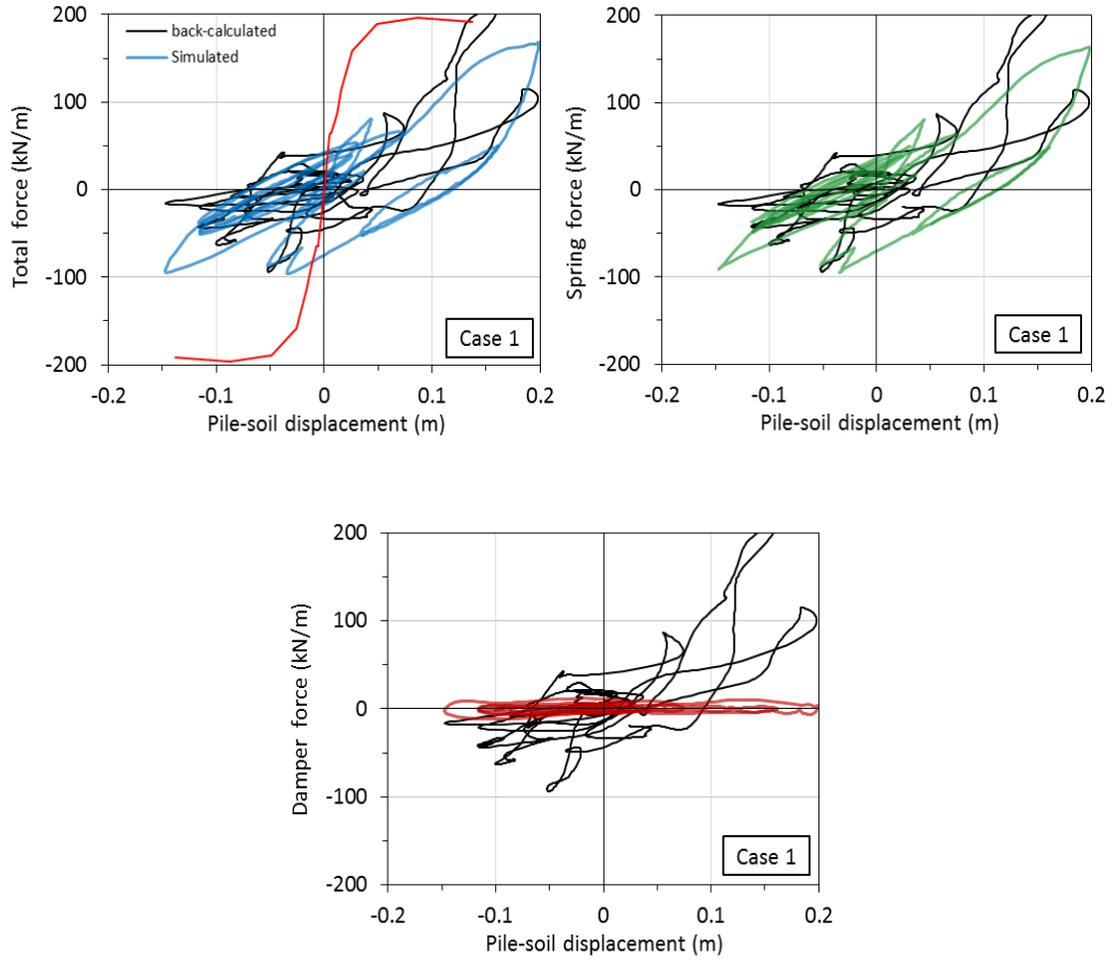 200
100
0
-100
-200
Total force (kN/m)
back-calculated
Simulated
Case 1
-0.2 -0.1 0 0.1 0.2
Pile-soil displacement (m)
200
100
0
-100
-200
Spring force (kN/m)
Case 1
-0.2 -0.1 0 0.1 0.2
Pile-soil displacement (m)
200
100
0
-100
-200
Damper force (kN/m)
Case 1
-0.2 -0.1 0 0.1 0.2
Pile-soil displacement (m)